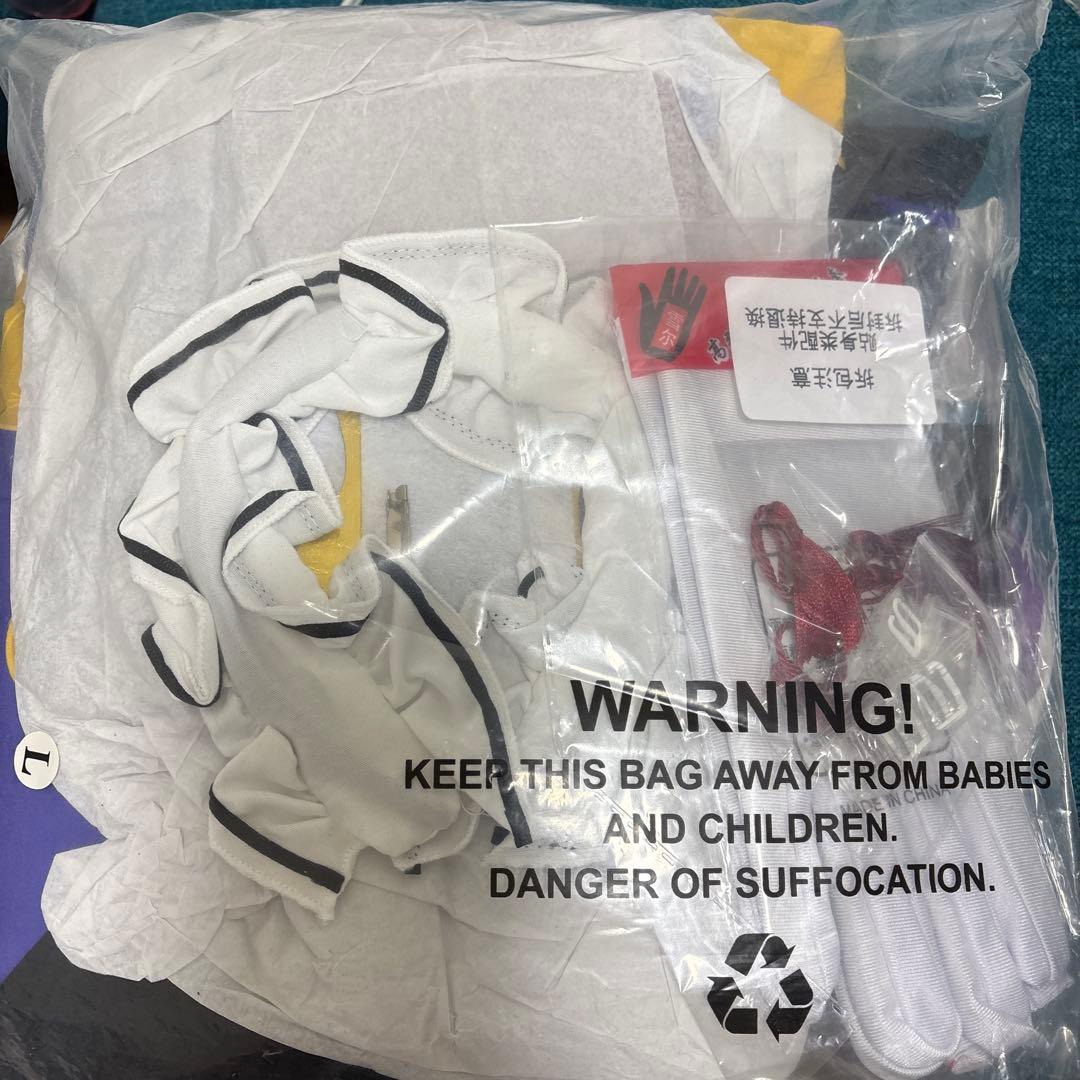 拆包注意
贴身类配件
拆封后不支持退换
L
WARNING!
KEEP THIS BAG AWAY FROM BABIES
AND CHILDREN.
DANGER OF SUFFOCATION.
MADE IN CHINA